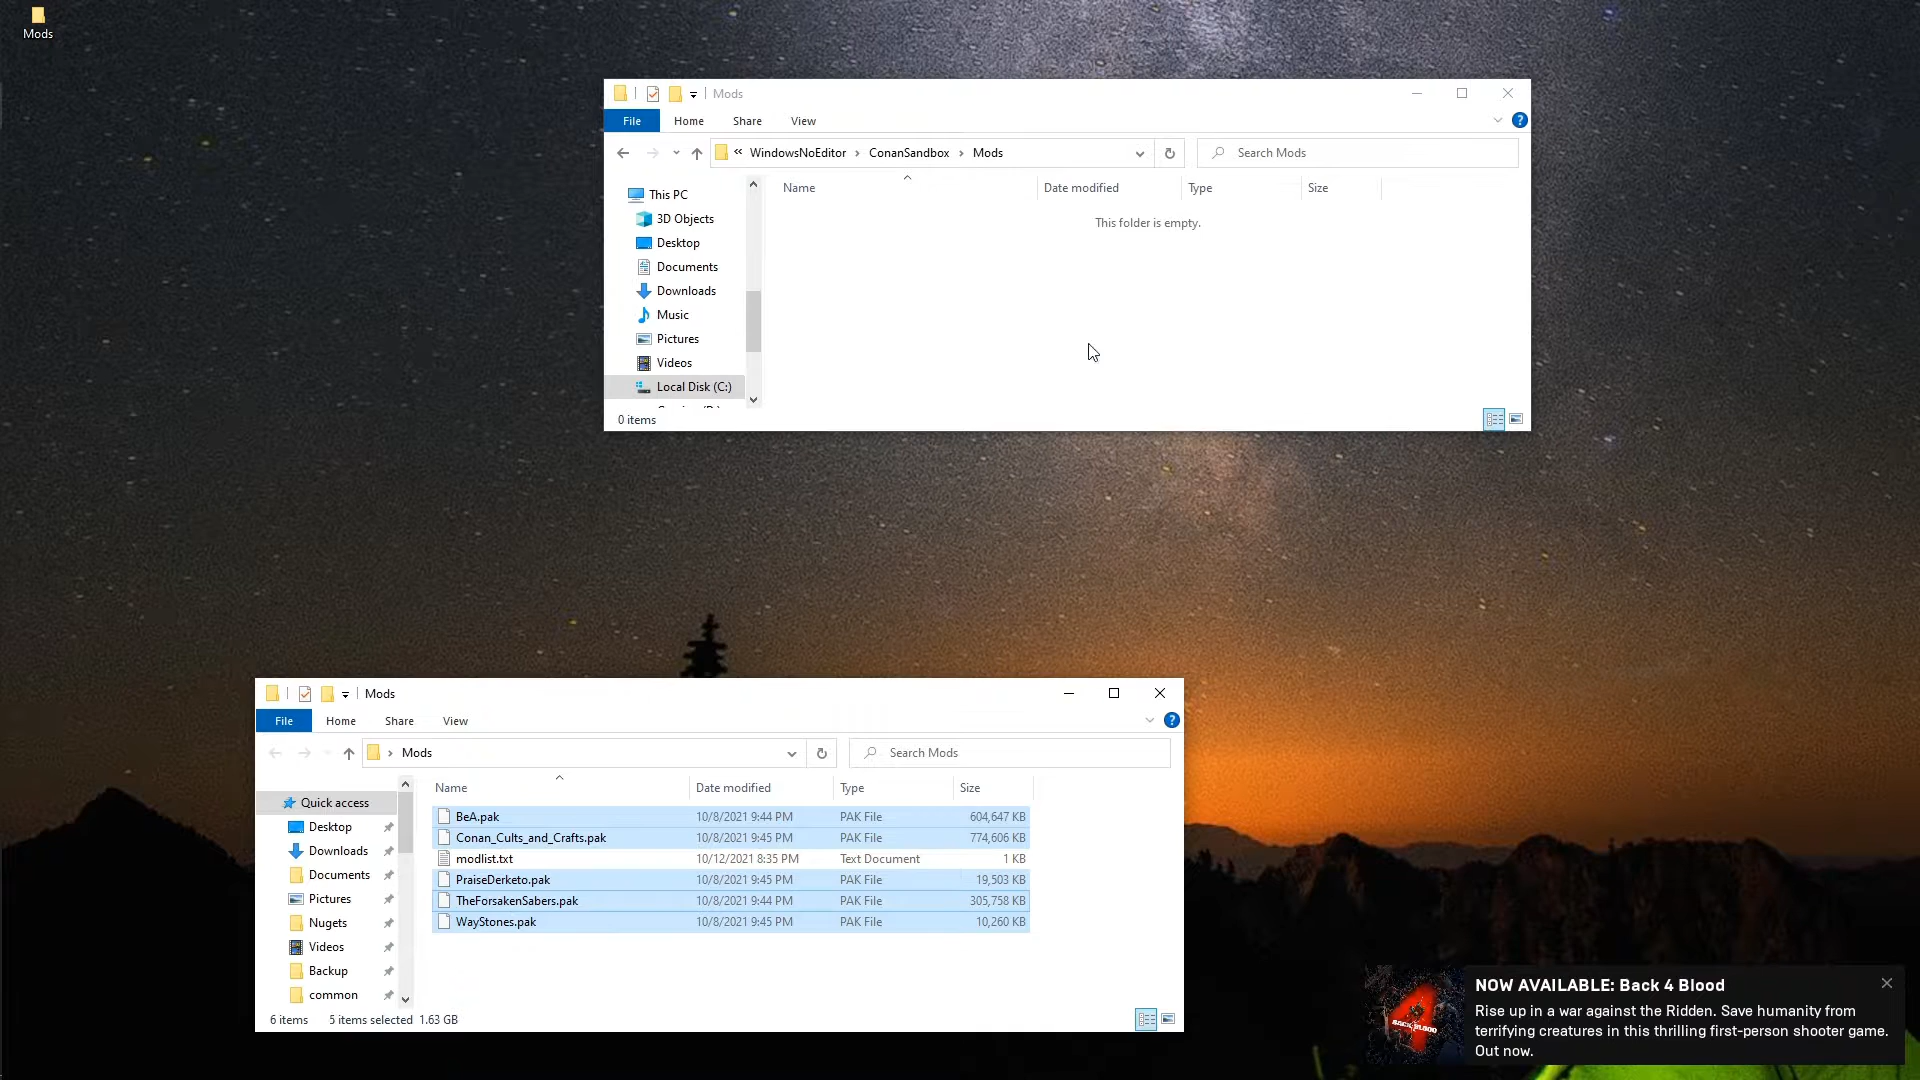 Mods
Mods
File Home Share View
« WindowsNoEditor › ConanSandbox › Mods
Search Mods
Name Date modified Type Size
This folder is empty.
This PC
3D Objects
Desktop
Documents
Downloads
Music
Pictures
Videos
Local Disk (C:)
0 items
Mods
File Home Share View
› Mods
Search Mods
Name Date modified Type Size
Quick access
Desktop
Downloads
Documents
Pictures
Nugets
Videos
Backup
common
BeA.pak 10/8/2021 9:44 PM PAK File 604,647 KB
Conan_Cults_and_Crafts.pak 10/8/2021 9:45 PM PAK File 774,606 KB
modlist.txt 10/12/2021 8:35 PM Text Document 1 KB
PraiseDerketo.pak 10/8/2021 9:45 PM PAK File 19,503 KB
TheForsakenSabers.pak 10/8/2021 9:44 PM PAK File 305,758 KB
WayStones.pak 10/8/2021 9:45 PM PAK File 10,260 KB
6 items 5 items selected 1.63 GB
BACK 4 BLOOD
NOW AVAILABLE: Back 4 Blood
Rise up in a war against the Ridden. Save humanity from
terrifying creatures in this thrilling first-person shooter game.
Out now.